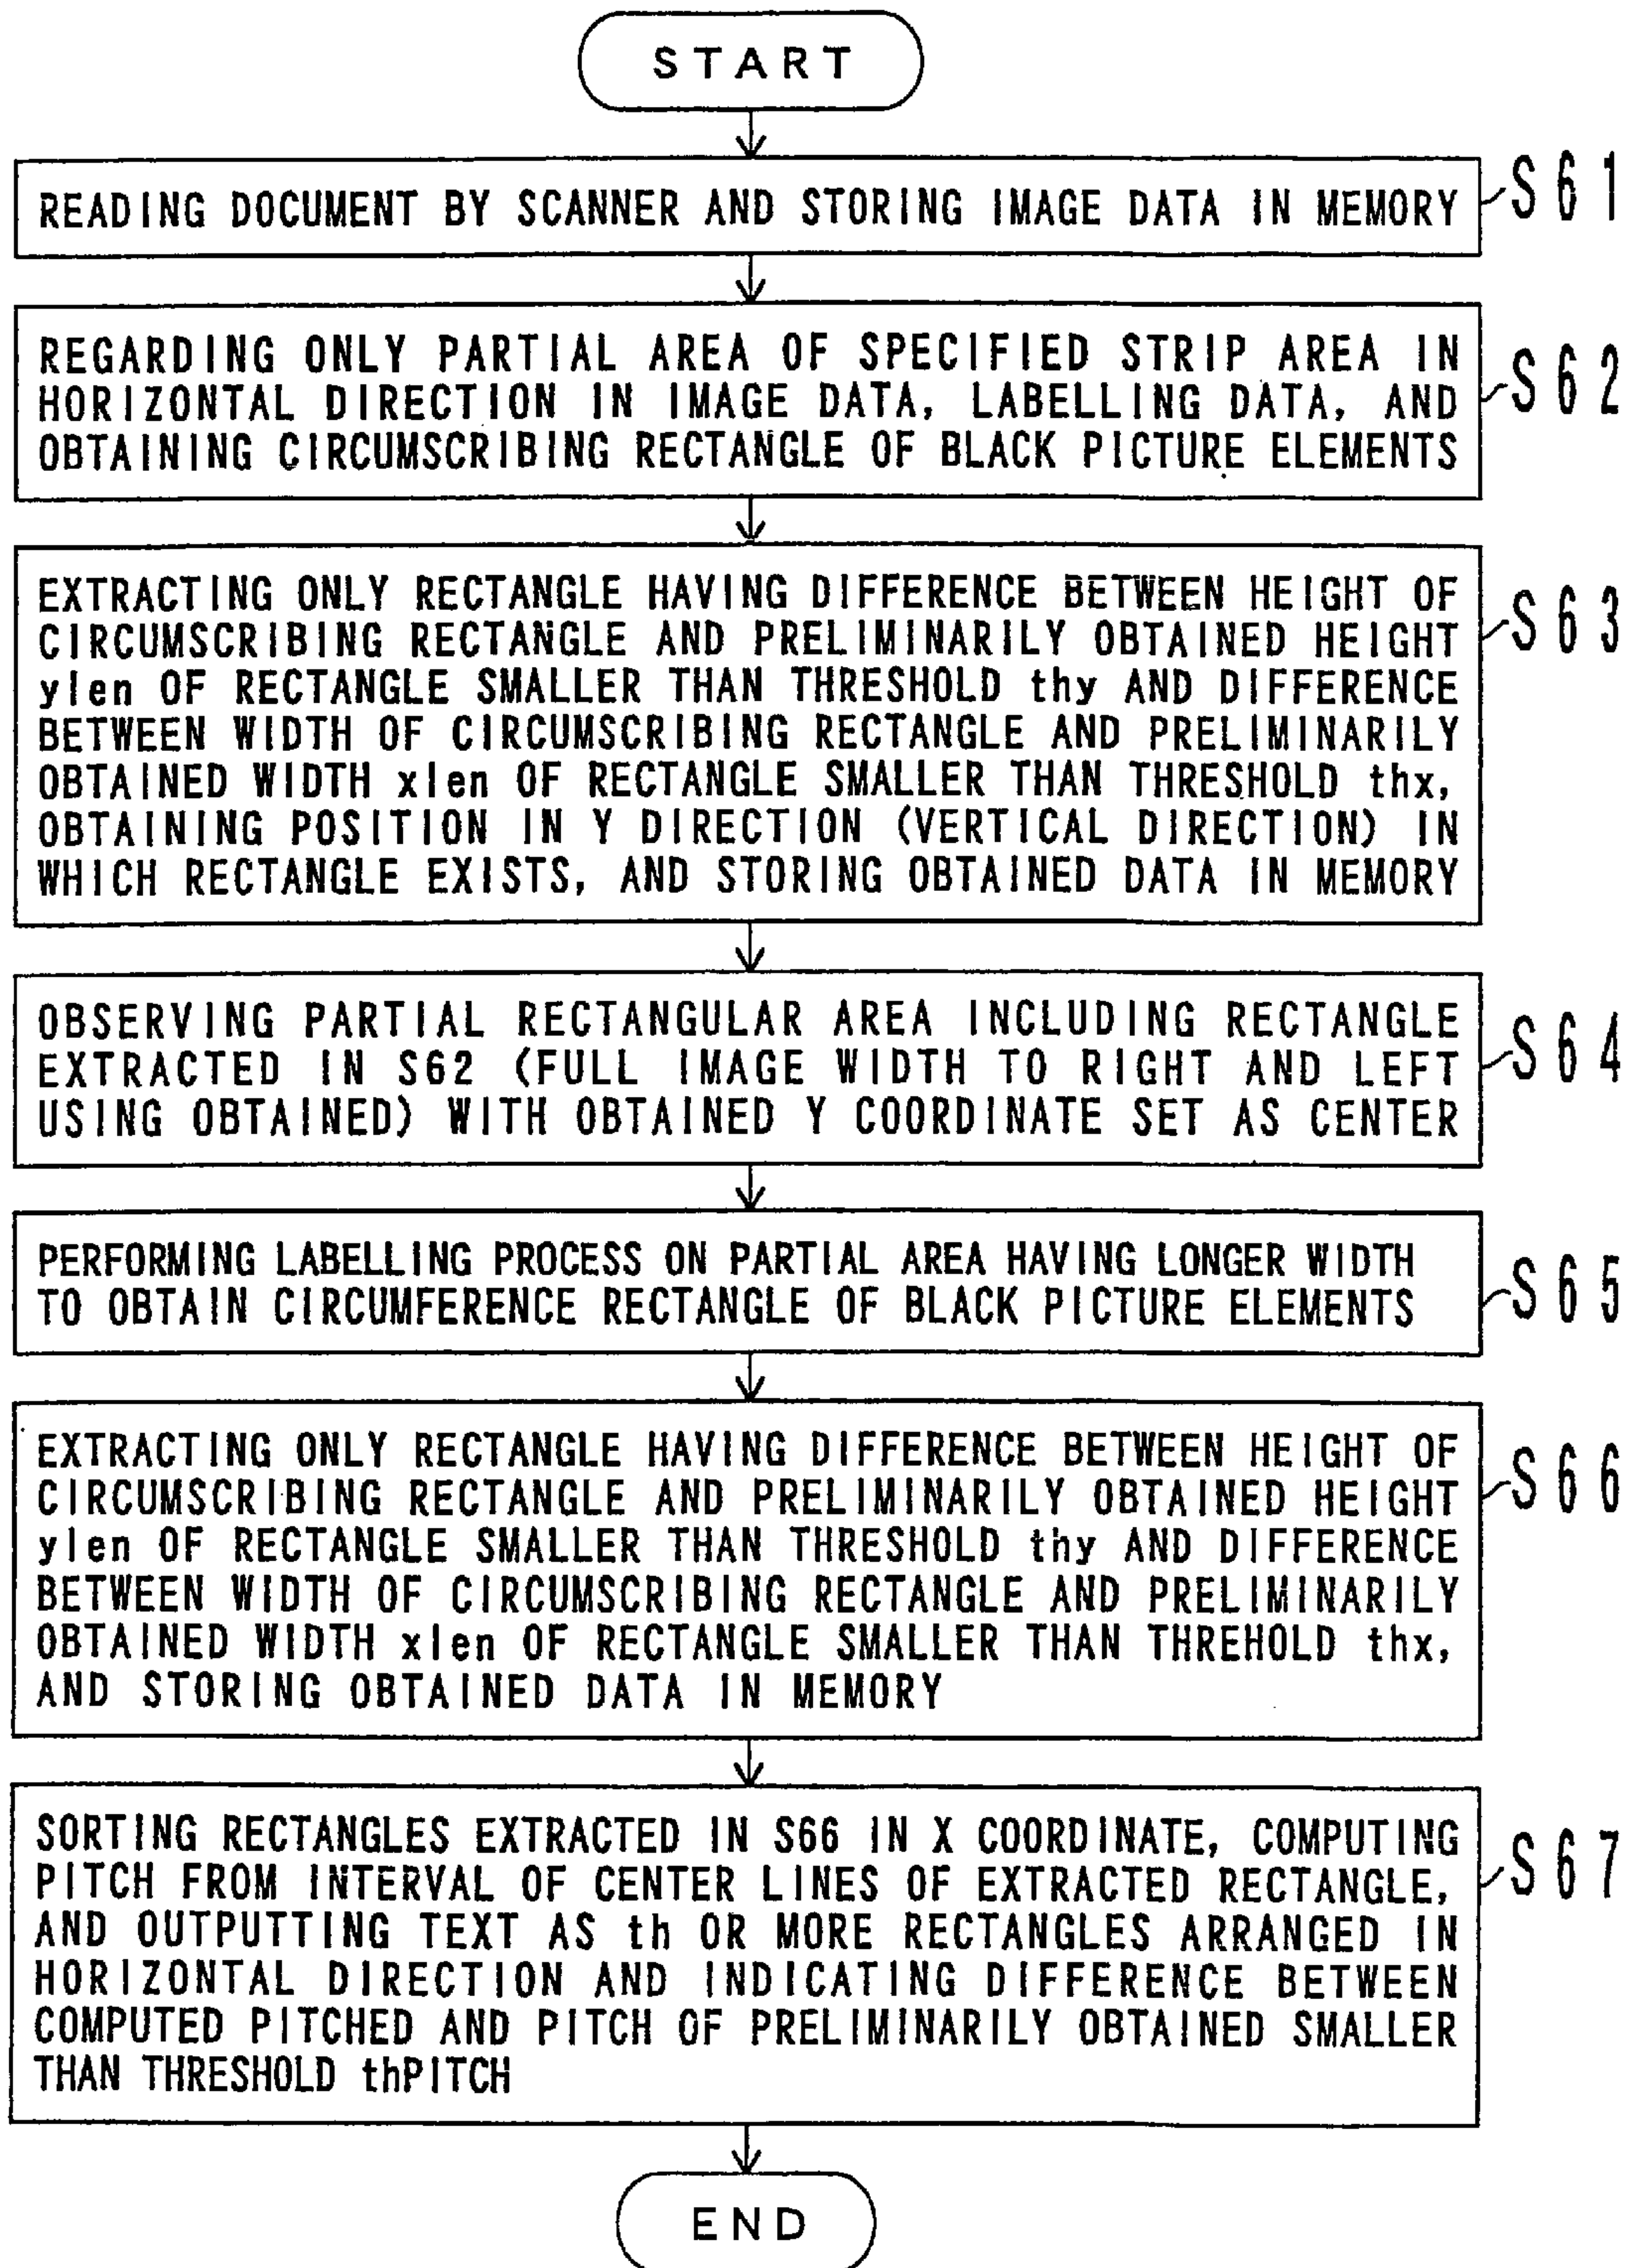 START
READING DOCUMENT BY SCANNER AND STORING IMAGE DATA IN MEMORY
S61
REGARDING ONLY PARTIAL AREA OF SPECIFIED STRIP AREA IN
HORIZONTAL DIRECTION IN IMAGE DATA, LABELLING DATA, AND
OBTAINING CIRCUMSCRIBING RECTANGLE OF BLACK PICTURE ELEMENTS
S62
EXTRACTING ONLY RECTANGLE HAVING DIFFERENCE BETWEEN HEIGHT OF
CIRCUMSCRIBING RECTANGLE AND PRELIMINARILY OBTAINED HEIGHT
ylen OF RECTANGLE SMALLER THAN THRESHOLD thy AND DIFFERENCE
BETWEEN WIDTH OF CIRCUMSCRIBING RECTANGLE AND PRELIMINARILY
OBTAINED WIDTH xlen OF RECTANGLE SMALLER THAN THRESHOLD thx,
OBTAINING POSITION IN Y DIRECTION (VERTICAL DIRECTION) IN
WHICH RECTANGLE EXISTS, AND STORING OBTAINED DATA IN MEMORY
S63
OBSERVING PARTIAL RECTANGULAR AREA INCLUDING RECTANGLE
EXTRACTED IN S62 (FULL IMAGE WIDTH TO RIGHT AND LEFT
USING OBTAINED) WITH OBTAINED Y COORDINATE SET AS CENTER
S64
PERFORMING LABELLING PROCESS ON PARTIAL AREA HAVING LONGER WIDTH
TO OBTAIN CIRCUMFERENCE RECTANGLE OF BLACK PICTURE ELEMENTS
S65
EXTRACTING ONLY RECTANGLE HAVING DIFFERENCE BETWEEN HEIGHT OF
CIRCUMSCRIBING RECTANGLE AND PRELIMINARILY OBTAINED HEIGHT
ylen OF RECTANGLE SMALLER THAN THRESHOLD thy AND DIFFERENCE
BETWEEN WIDTH OF CIRCUMSCRIBING RECTANGLE AND PRELIMINARILY
OBTAINED WIDTH xlen OF RECTANGLE SMALLER THAN THREHOLD thx,
AND STORING OBTAINED DATA IN MEMORY
S66
SORTING RECTANGLES EXTRACTED IN S66 IN X COORDINATE, COMPUTING
PITCH FROM INTERVAL OF CENTER LINES OF EXTRACTED RECTANGLE,
AND OUTPUTTING TEXT AS th OR MORE RECTANGLES ARRANGED IN
HORIZONTAL DIRECTION AND INDICATING DIFFERENCE BETWEEN
COMPUTED PITCHED AND PITCH OF PRELIMINARILY OBTAINED SMALLER
THAN THRESHOLD thPITCH
S67
END